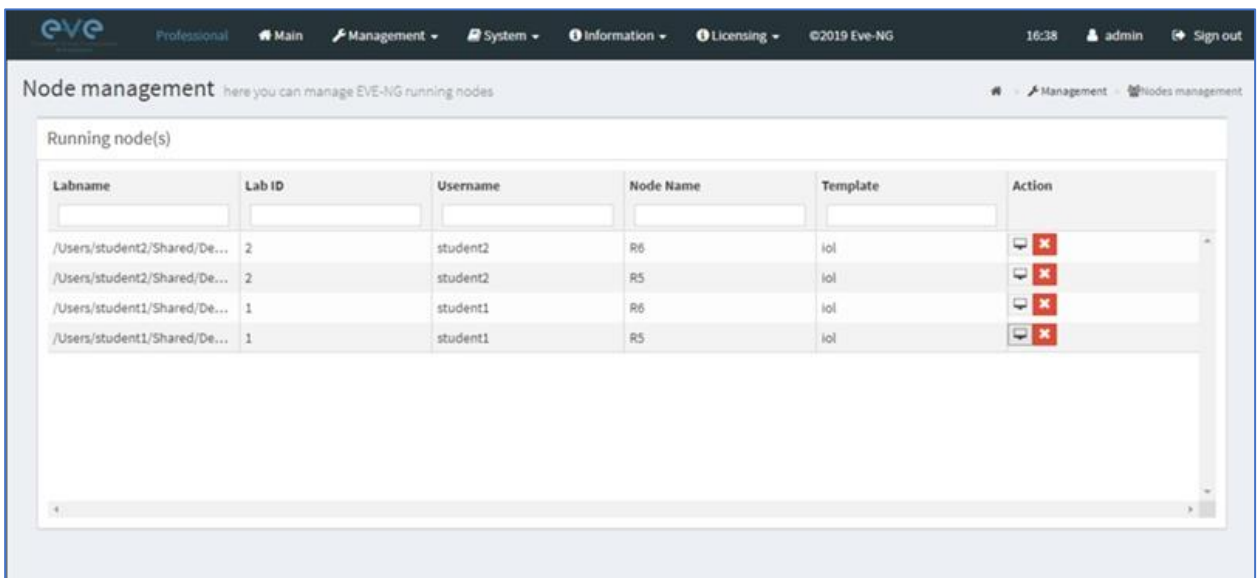 eve Professional Main Management System Information Licensing ©2019 Eve-NG 16:38 admin Sign out
Node management here you can manage EVE-NG running nodes Management Nodes management
Running node(s)
Labname Lab ID Username Node Name Template Action
/Users/student2/Shared/De... 2 student2 R6 iol
/Users/student2/Shared/De... 2 student2 R5 iol
/Users/student1/Shared/De... 1 student1 R6 iol
/Users/student1/Shared/De... 1 student1 R5 iol